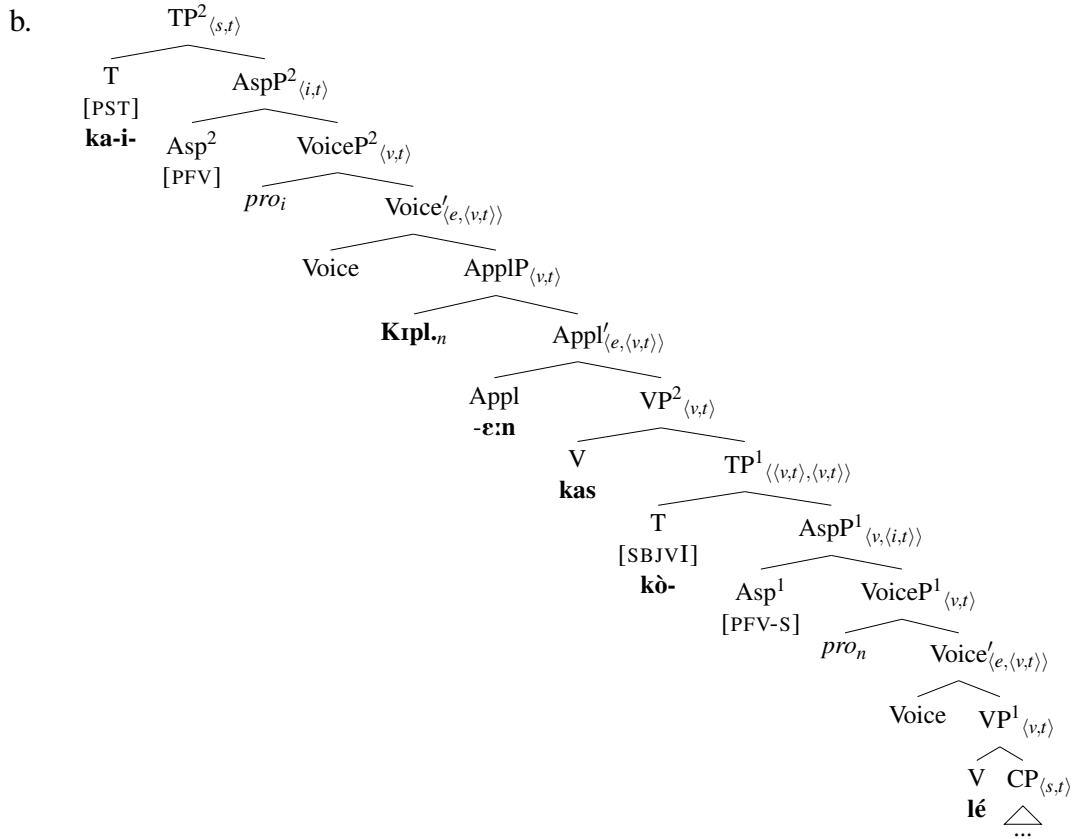 b.
TP²⟨s,t⟩
T
[PST]
ka-i-
AspP²⟨i,t⟩
Asp²
[PFV]
VoiceP²⟨v,t⟩
proᵢ
Voice′⟨e,⟨v,t⟩⟩
Voice
ApplP⟨v,t⟩
Kɪpl.ₙ
Appl′⟨e,⟨v,t⟩⟩
Appl
-ɛːn
VP²⟨v,t⟩
V
kas
TP¹⟨⟨v,t⟩,⟨v,t⟩⟩
T
[SBJVI]
kò-
AspP¹⟨v,⟨i,t⟩⟩
Asp¹
[PFV-S]
VoiceP¹⟨v,t⟩
proₙ
Voice′⟨e,⟨v,t⟩⟩
Voice
VP¹⟨v,t⟩
V
lé
CP⟨s,t⟩
...